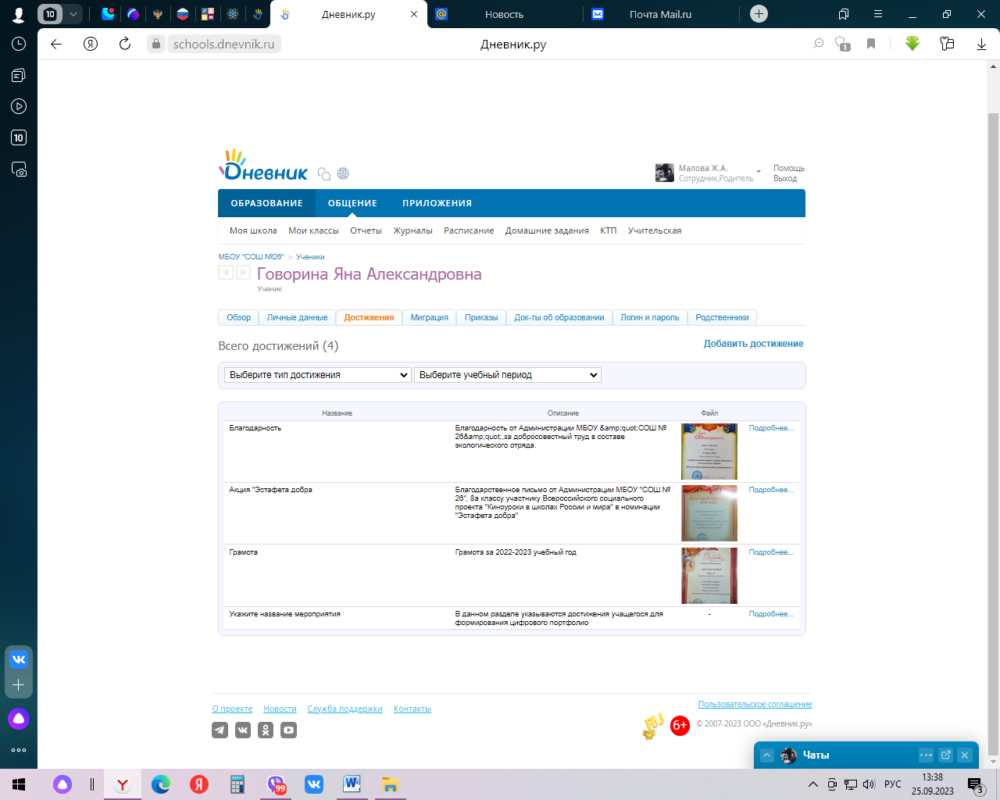 10
Дневник.ру
Новость
Почта Mail.ru
schools.dnevnik.ru
Дневник.ру
1
10
Дневник
Малова Ж.А.
Сотрудник,Родитель
Помощь
Выход
ОБРАЗОВАНИЕ ОБЩЕНИЕ ПРИЛОЖЕНИЯ
Моя школа Мои классы Отчеты Журналы Расписание Домашние задания КТП Учительская
МБОУ "СОШ №26" > Ученики
Говорина Яна Александровна
Ученик
Обзор Личные данные Достижения Миграция Приказы Док-ты об образовании Логин и пароль Родственники
Всего достижений (4)
Добавить достижение
Выберите тип достижения Выберите учебный период
Название Описание Файл
Благодарность
Благодарность от Администрации МБОУ &amp;quot;СОШ №
26&amp;quot;,за добросовестный труд в составе
экологического отряда.
Подробнее...
Акция "Эстафета добра
Благодарственное письмо от Администрации МБОУ "СОШ №
26", 8а классу участнику Всероссийского социального
проекта "Киноуроки в школах России и мира" в номинации
"Эстафета добра"
Подробнее...
Грамота
Грамота за 2022-2023 учебный год
Подробнее...
Укажите название мероприятия
В данном разделе указываются достижения учащегося для
формирования цифрового портфолио
-
Подробнее...
О проекте Новости Служба поддержки Контакты
Пользовательское соглашение
RU
6+
© 2007-2023 ООО «Дневник.ру»
Чаты
99
РУС
13:38
25.09.2023
3